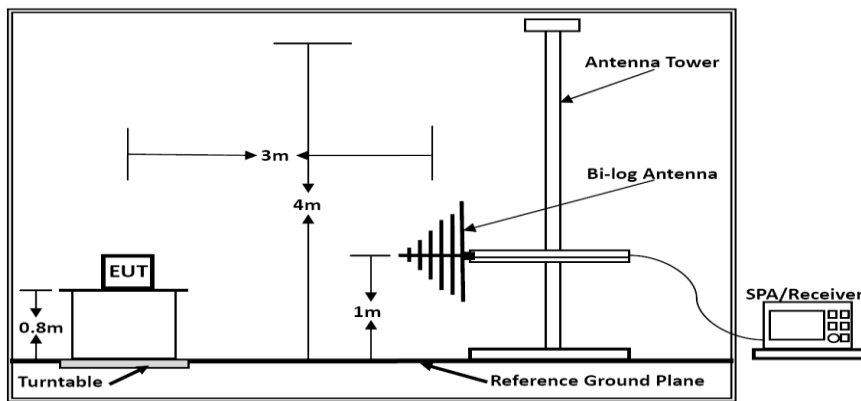 Antenna Tower
3m
Bi-log Antenna
4m
EUT
1m
SPA/Receiver
0.8m
Turntable
Reference Ground Plane